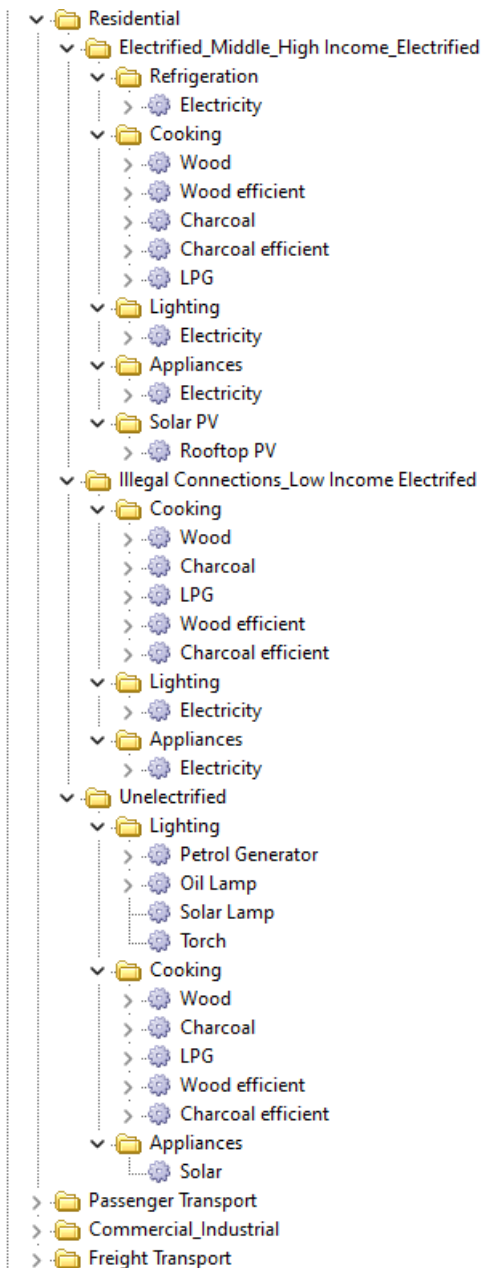 Residential
Electrified_Middle_High Income_Electrified
Refrigeration
Electricity
Cooking
Wood
Wood efficient
Charcoal
Charcoal efficient
LPG
Lighting
Electricity
Appliances
Electricity
Solar PV
Rooftop PV
Illegal Connections_Low Income Electrifed
Cooking
Wood
Charcoal
LPG
Wood efficient
Charcoal efficient
Lighting
Electricity
Appliances
Electricity
Unelectrified
Lighting
Petrol Generator
Oil Lamp
Solar Lamp
Torch
Cooking
Wood
Charcoal
LPG
Wood efficient
Charcoal efficient
Appliances
Solar
Passenger Transport
Commercial_Industrial
Freight Transport